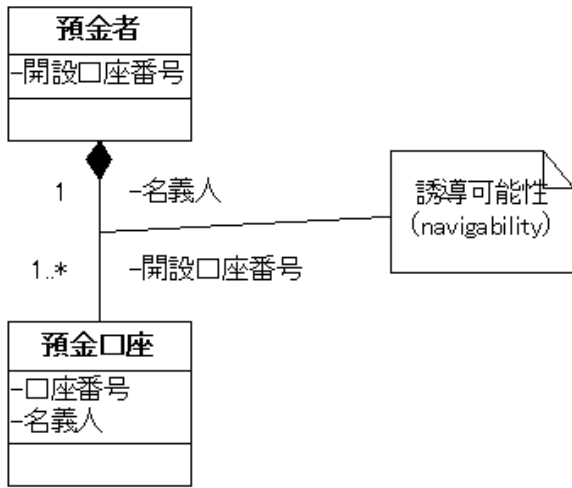 預金者
-開設口座番号
1
-名義人
誘導可能性
(navigability)
1..*
-開設口座番号
預金口座
-口座番号
-名義人